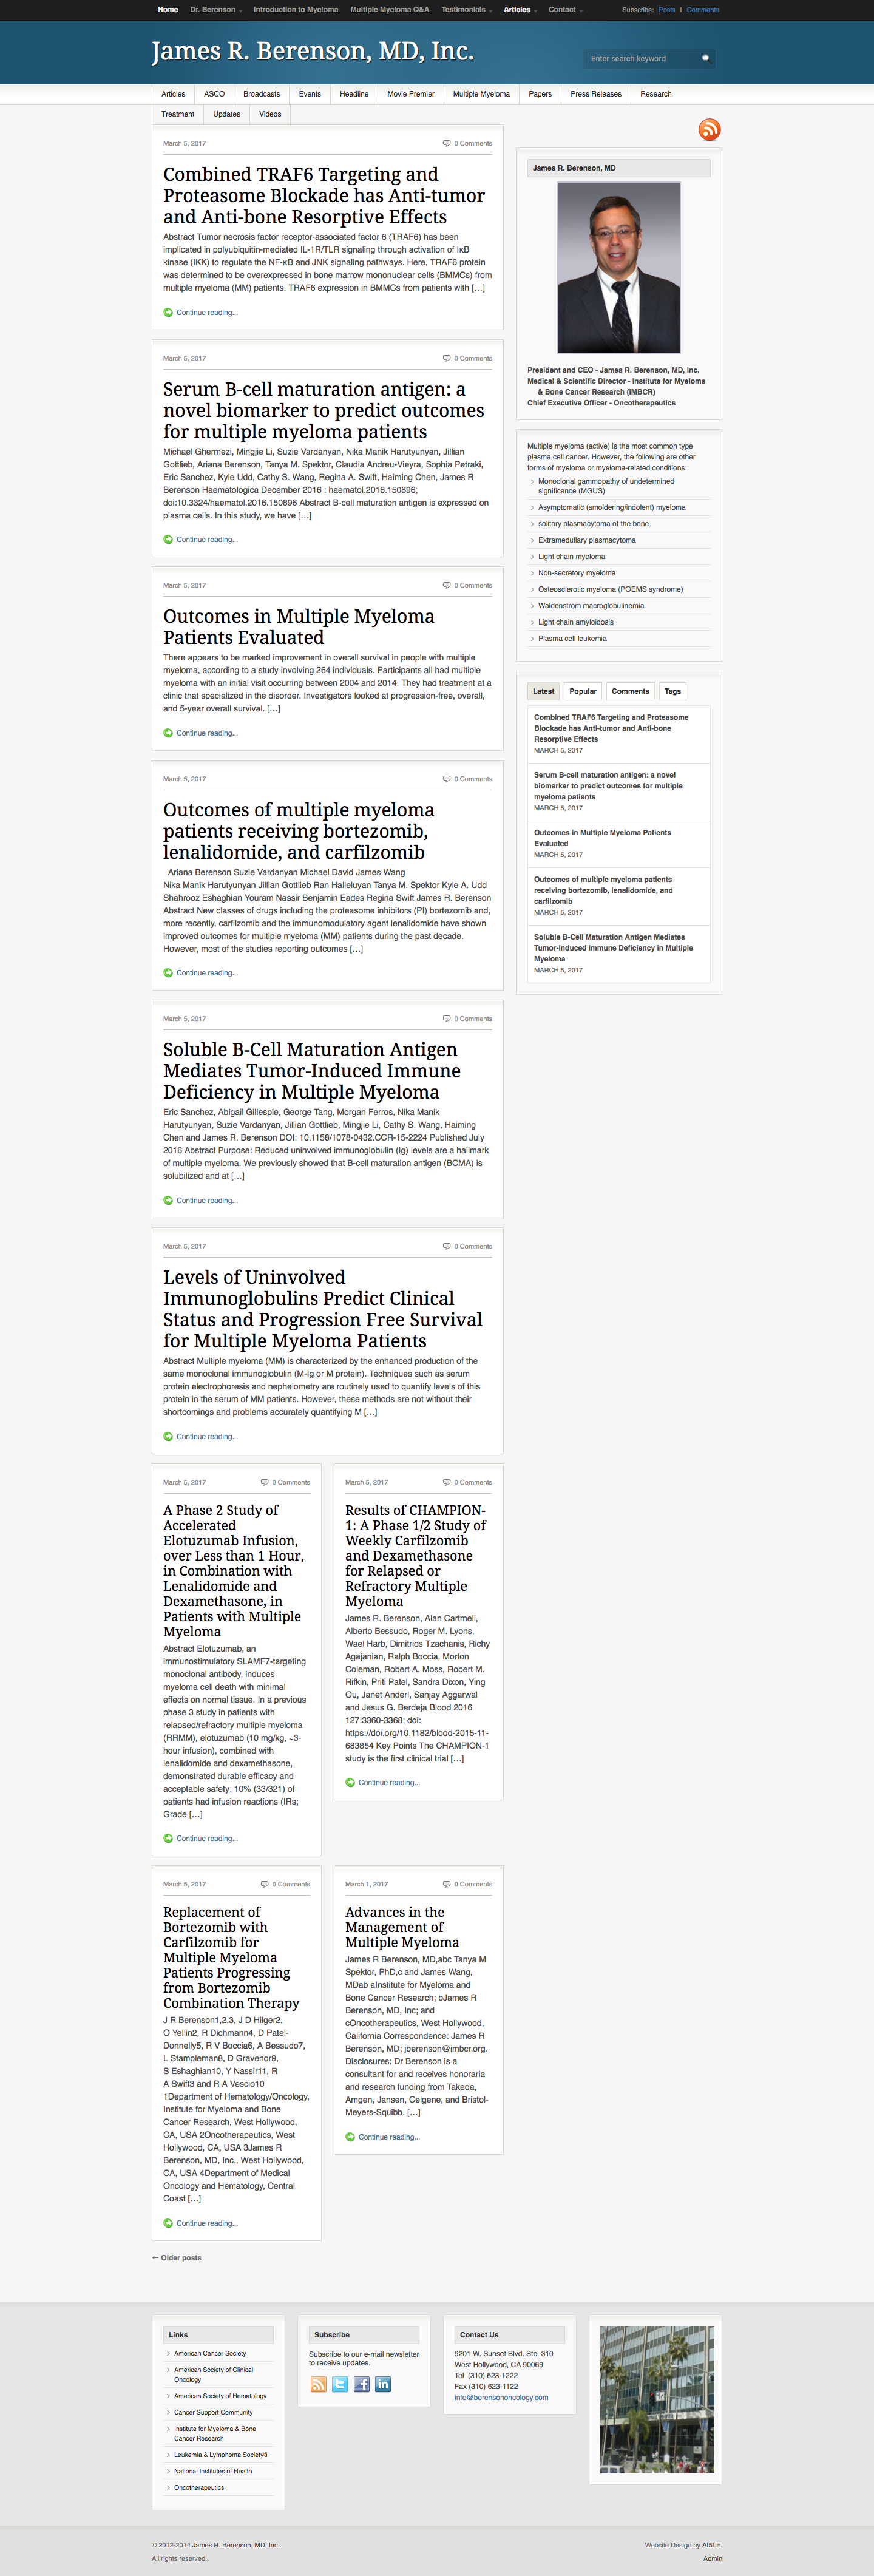 Home Dr. Berenson Introduction to Myeloma Multiple Myeloma Q&A Testimonials Articles Contact Subscribe: Posts | Comments
James R. Berenson, MD, Inc.
Enter search keyword
Articles ASCO Broadcasts Events Headline Movie Premier Multiple Myeloma Papers Press Releases Research
Treatment Updates Videos
March 5, 2017 0 Comments
Combined TRAF6 Targeting and
Proteasome Blockade has Anti-tumor
and Anti-bone Resorptive Effects
Abstract Tumor necrosis factor receptor-associated factor 6 (TRAF6) has been
implicated in polyubiquitin-mediated IL-1R/TLR signaling through activation of IκB
kinase (IKK) to regulate the NF-κB and JNK signaling pathways. Here, TRAF6 protein
was determined to be overexpressed in bone marrow mononuclear cells (BMMCs) from
multiple myeloma (MM) patients. TRAF6 expression in BMMCs from patients with […]
Continue reading...
March 5, 2017 0 Comments
Serum B-cell maturation antigen: a
novel biomarker to predict outcomes
for multiple myeloma patients
Michael Ghermezi, Mingjie Li, Suzie Vardanyan, Nika Manik Harutyunyan, Jillian
Gottlieb, Ariana Berenson, Tanya M. Spektor, Claudia Andreu-Vieyra, Sophia Petraki,
Eric Sanchez, Kyle Udd, Cathy S. Wang, Regina A. Swift, Haiming Chen, James R
Berenson Haematologica December 2016 : haematol.2016.150896;
doi:10.3324/haematol.2016.150896 Abstract B-cell maturation antigen is expressed on
plasma cells. In this study, we have […]
Continue reading...
March 5, 2017 0 Comments
Outcomes in Multiple Myeloma
Patients Evaluated
There appears to be marked improvement in overall survival in people with multiple
myeloma, according to a study involving 264 individuals. Participants all had multiple
myeloma with an initial visit occurring between 2004 and 2014. They had treatment at a
clinic that specialized in the disorder. Investigators looked at progression-free, overall,
and 5-year overall survival. […]
Continue reading...
March 5, 2017 0 Comments
Outcomes of multiple myeloma
patients receiving bortezomib,
lenalidomide, and carfilzomib
Ariana Berenson Suzie Vardanyan Michael David James Wang
Nika Manik Harutyunyan Jillian Gottlieb Ran Halleluyan Tanya M. Spektor Kyle A. Udd
Shahrooz Eshaghian Youram Nassir Benjamin Eades Regina Swift James R. Berenson
Abstract New classes of drugs including the proteasome inhibitors (PI) bortezomib and,
more recently, carfilzomib and the immunomodulatory agent lenalidomide have shown
improved outcomes for multiple myeloma (MM) patients during the past decade.
However, most of the studies reporting outcomes […]
Continue reading...
March 5, 2017 0 Comments
Soluble B-Cell Maturation Antigen
Mediates Tumor-Induced Immune
Deficiency in Multiple Myeloma
Eric Sanchez, Abigail Gillespie, George Tang, Morgan Ferros, Nika Manik
Harutyunyan, Suzie Vardanyan, Jillian Gottlieb, Mingjie Li, Cathy S. Wang, Haiming
Chen and James R. Berenson DOI: 10.1158/1078-0432.CCR-15-2224 Published July
2016 Abstract Purpose: Reduced uninvolved immunoglobulin (Ig) levels are a hallmark
of multiple myeloma. We previously showed that B-cell maturation antigen (BCMA) is
solubilized and at […]
Continue reading...
March 5, 2017 0 Comments
Levels of Uninvolved
Immunoglobulins Predict Clinical
Status and Progression Free Survival
for Multiple Myeloma Patients
Abstract Multiple myeloma (MM) is characterized by the enhanced production of the
same monoclonal immunoglobulin (M-Ig or M protein). Techniques such as serum
protein electrophoresis and nephelometry are routinely used to quantify levels of this
protein in the serum of MM patients. However, these methods are not without their
shortcomings and problems accurately quantifying M […]
Continue reading...
March 5, 2017 0 Comments
A Phase 2 Study of
Accelerated
Elotuzumab Infusion,
over Less than 1 Hour,
in Combination with
Lenalidomide and
Dexamethasone, in
Patients with Multiple
Myeloma
Abstract Elotuzumab, an
immunostimulatory SLAMF7-targeting
monoclonal antibody, induces
myeloma cell death with minimal
effects on normal tissue. In a previous
phase 3 study in patients with
relapsed/refractory multiple myeloma
(RRMM), elotuzumab (10 mg/kg, ~3-
hour infusion), combined with
lenalidomide and dexamethasone,
demonstrated durable efficacy and
acceptable safety; 10% (33/321) of
patients had infusion reactions (IRs;
Grade […]
Continue reading...
March 5, 2017 0 Comments
Results of CHAMPION-
1: A Phase 1/2 Study of
Weekly Carfilzomib
and Dexamethasone
for Relapsed or
Refractory Multiple
Myeloma
James R. Berenson, Alan Cartmell,
Alberto Bessudo, Roger M. Lyons,
Wael Harb, Dimitrios Tzachanis, Richy
Agajanian, Ralph Boccia, Morton
Coleman, Robert A. Moss, Robert M.
Rifkin, Priti Patel, Sandra Dixon, Ying
Ou, Janet Anderl, Sanjay Aggarwal
and Jesus G. Berdeja Blood 2016
127:3360-3368; doi:
https://doi.org/10.1182/blood-2015-11-
683854 Key Points The CHAMPION-1
study is the first clinical trial […]
Continue reading...
March 5, 2017 0 Comments
Replacement of
Bortezomib with
Carfilzomib for
Multiple Myeloma
Patients Progressing
from Bortezomib
Combination Therapy
J R Berenson1,2,3, J D Hilger2,
O Yellin2, R Dichmann4, D Patel-
Donnelly5, R V Boccia6, A Bessudo7,
L Stampleman8, D Gravenor9,
S Eshaghian10, Y Nassir11, R
A Swift3 and R A Vescio10
1Department of Hematology/Oncology,
Institute for Myeloma and Bone
Cancer Research, West Hollywood,
CA, USA 2Oncotherapeutics, West
Hollywood, CA, USA 3James R
Berenson, MD, Inc., West Hollywood,
CA, USA 4Department of Medical
Oncology and Hematology, Central
Coast […]
Continue reading...
March 1, 2017 0 Comments
Advances in the
Management of
Multiple Myeloma
James R Berenson, MD,abc Tanya M
Spektor, PhD,c and James Wang,
MDab aInstitute for Myeloma and
Bone Cancer Research; bJames R
Berenson, MD, Inc; and
cOncotherapeutics, West Hollywood,
California Correspondence: James R
Berenson, MD; jberenson@imbcr.org.
Disclosures: Dr Berenson is a
consultant for and receives honoraria
and research funding from Takeda,
Amgen, Jansen, Celgene, and Bristol-
Meyers-Squibb. […]
Continue reading...
← Older posts
James R. Berenson, MD
President and CEO - James R. Berenson, MD, Inc.
Medical & Scientific Director - Institute for Myeloma
& Bone Cancer Research (IMBCR)
Chief Executive Officer - Oncotherapeutics
Multiple myeloma (active) is the most common type
plasma cell cancer. However, the following are other
forms of myeloma or myeloma-related conditions:
Monoclonal gammopathy of undetermined
significance (MGUS)
Asymptomatic (smoldering/indolent) myeloma
solitary plasmacytoma of the bone
Extramedullary plasmacytoma
Light chain myeloma
Non-secretory myeloma
Osteosclerotic myeloma (POEMS syndrome)
Waldenstrom macroglobulinemia
Light chain amyloidosis
Plasma cell leukemia
Latest Popular Comments Tags
Combined TRAF6 Targeting and Proteasome
Blockade has Anti-tumor and Anti-bone
Resorptive Effects
MARCH 5, 2017
Serum B-cell maturation antigen: a novel
biomarker to predict outcomes for multiple
myeloma patients
MARCH 5, 2017
Outcomes in Multiple Myeloma Patients
Evaluated
MARCH 5, 2017
Outcomes of multiple myeloma patients
receiving bortezomib, lenalidomide, and
carfilzomib
MARCH 5, 2017
Soluble B-Cell Maturation Antigen Mediates
Tumor-Induced Immune Deficiency in Multiple
Myeloma
MARCH 5, 2017
Links
American Cancer Society
American Society of Clinical
Oncology
American Society of Hematology
Cancer Support Community
Institute for Myeloma & Bone
Cancer Research
Leukemia & Lymphoma Society®
National Institutes of Health
Oncotherapeutics
Subscribe
Subscribe to our e-mail newsletter
to receive updates.
Contact Us
9201 W. Sunset Blvd. Ste. 310
West Hollywood, CA 90069
Tel (310) 623-1222
Fax (310) 623-1122
info@berensononcology.com
© 2012-2014 James R. Berenson, MD, Inc..
All rights reserved.
Website Design by AI5LE.
Admin